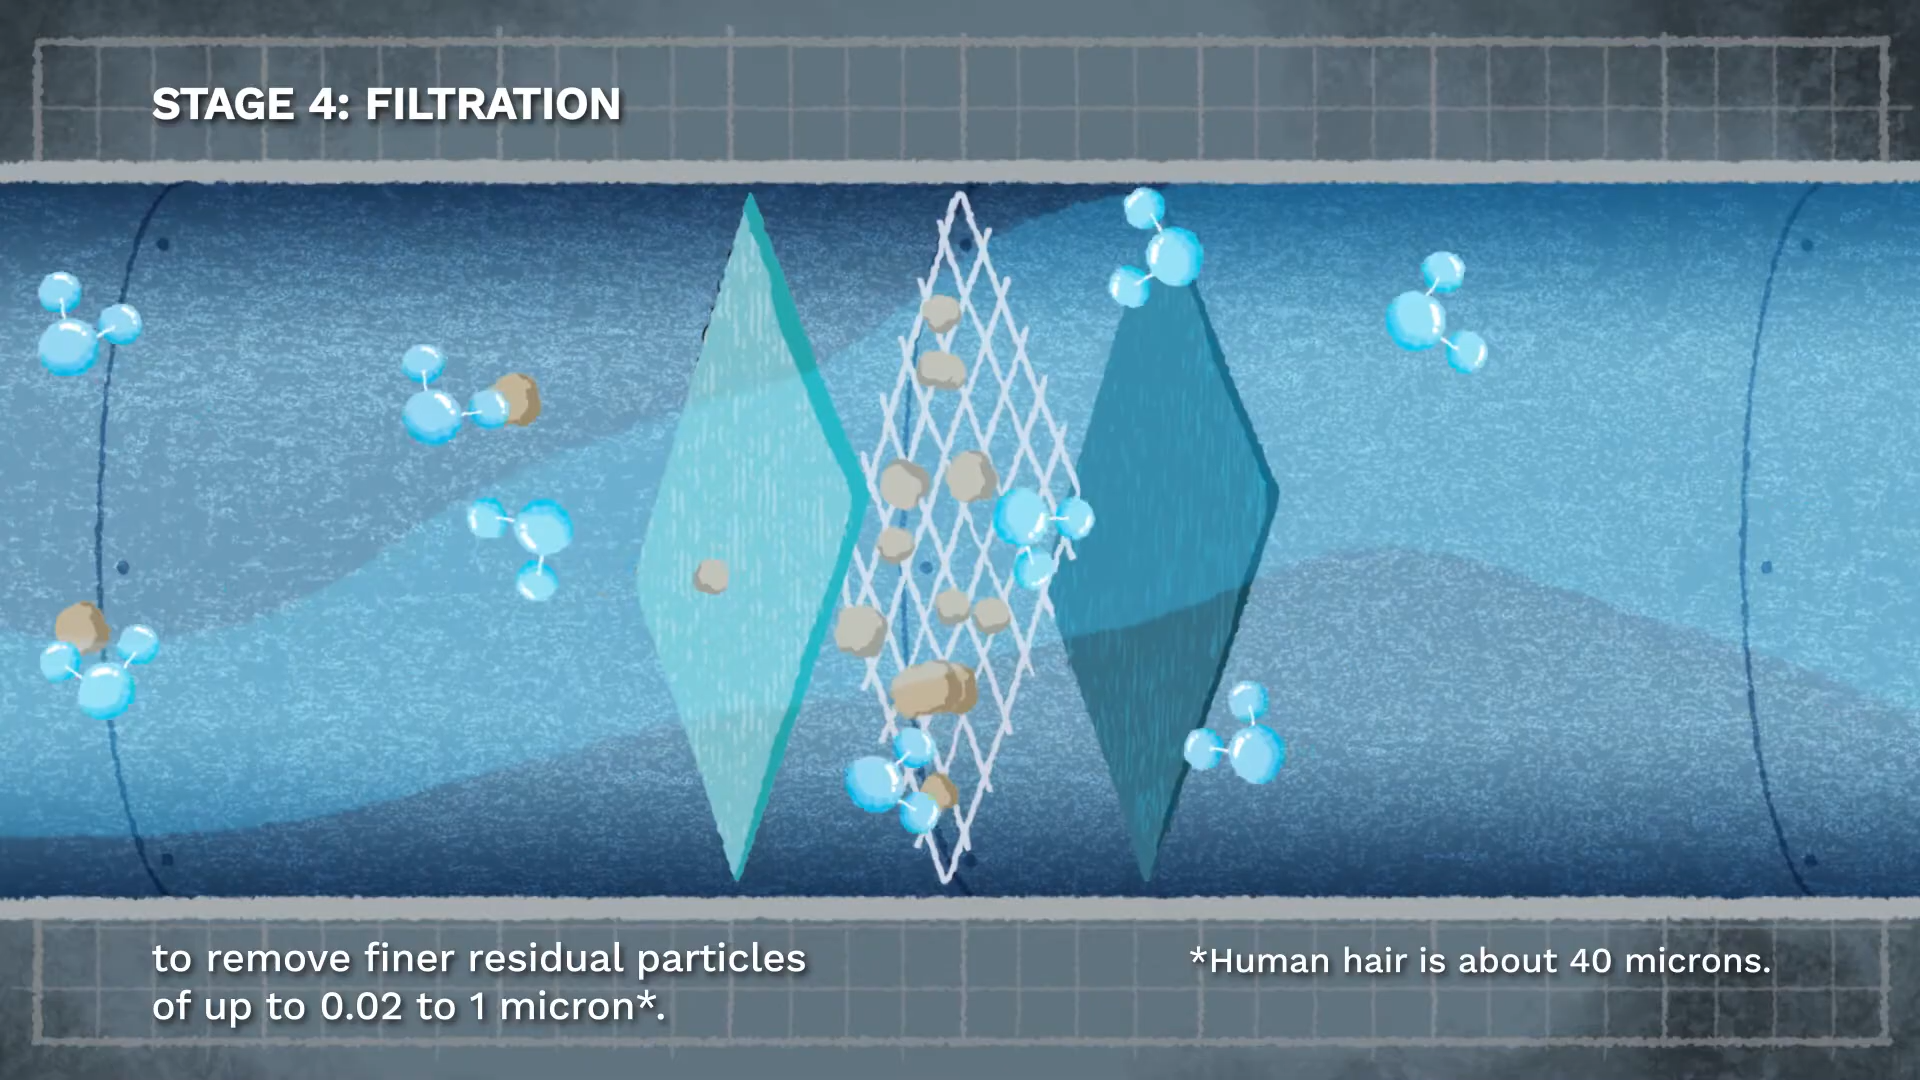 STAGE 4: FILTRATION
to remove finer residual particles
of up to 0.02 to 1 micron*.
*Human hair is about 40 microns.